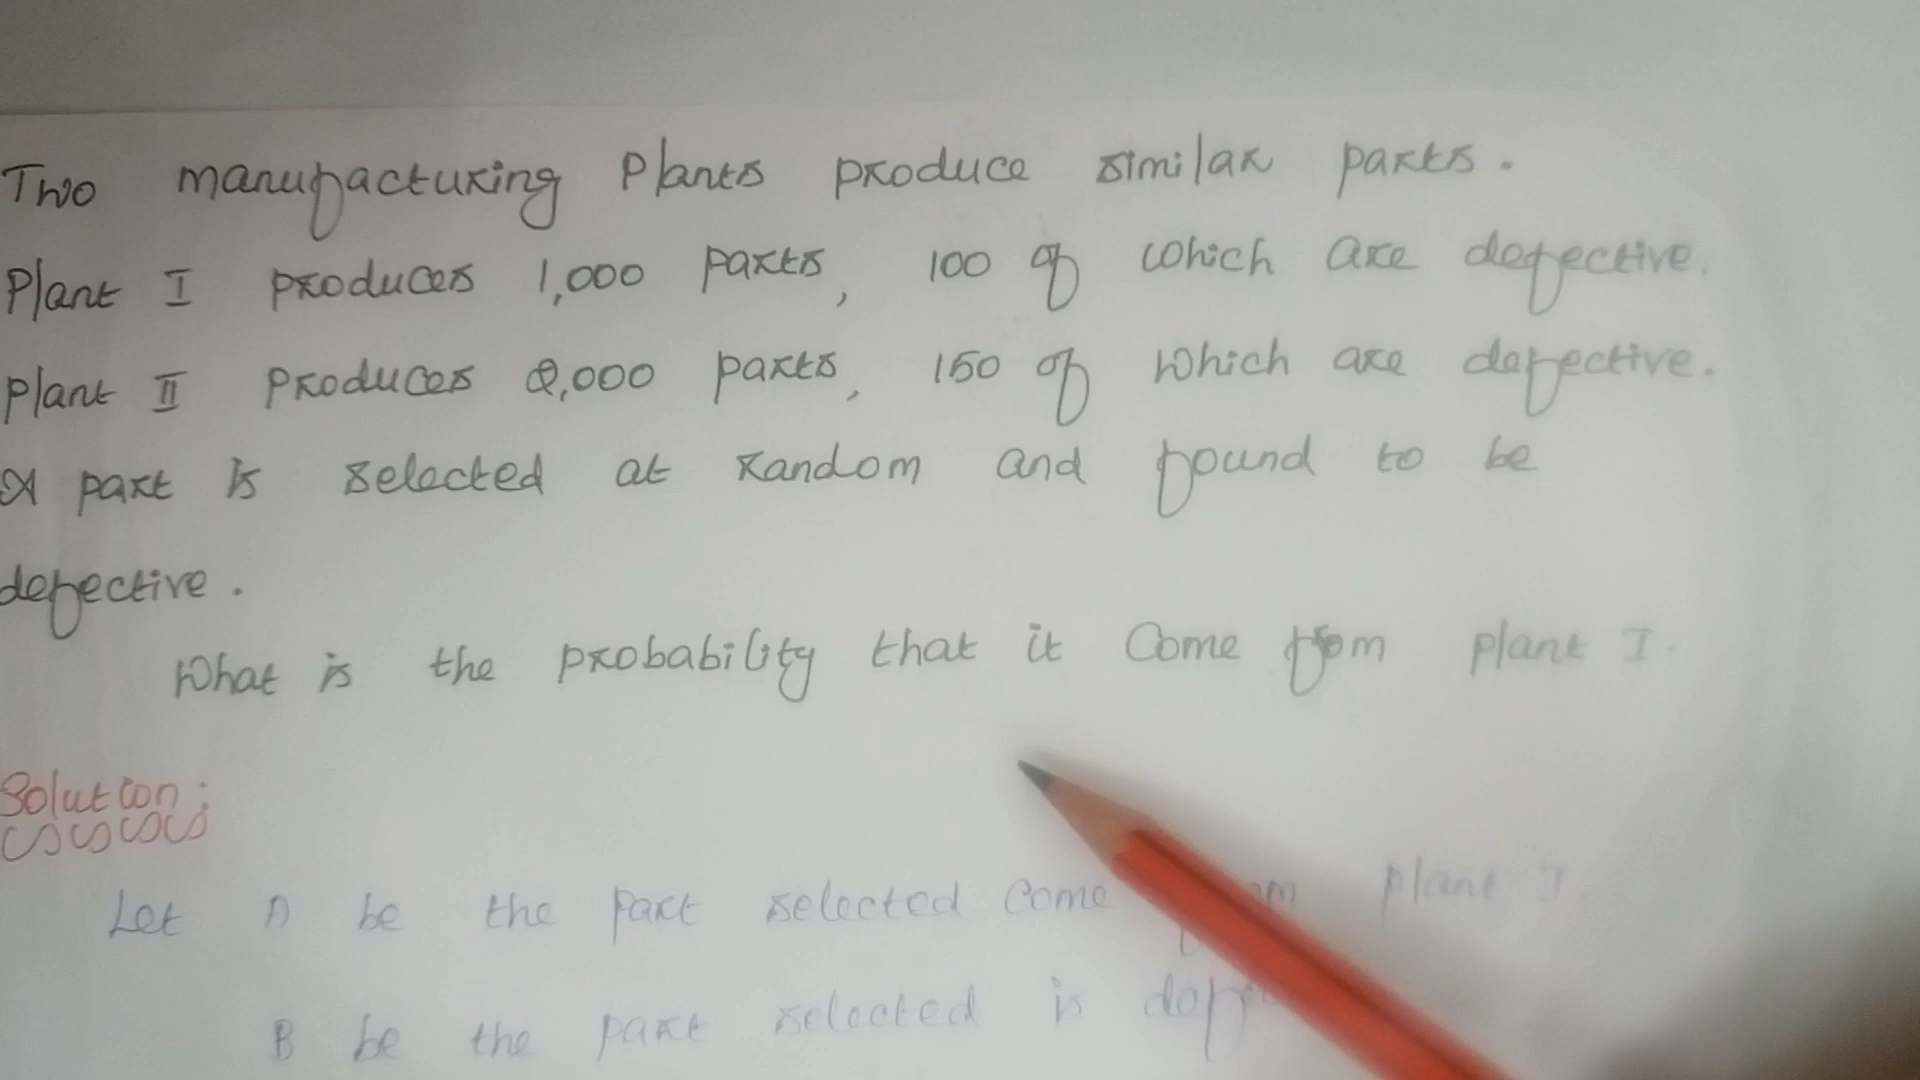 Two manufacturing Plants produce similar parts.
Plant I produces 1,000 parts, 100 of which are defective.
Plant II Produces 2,000 parts, 150 of which are defective.
A part is selected at random and found to be
defective.
What is the probability that it Come from plant I.
Solution:
Let A be the part selected Come plant I.
B be the part selected is